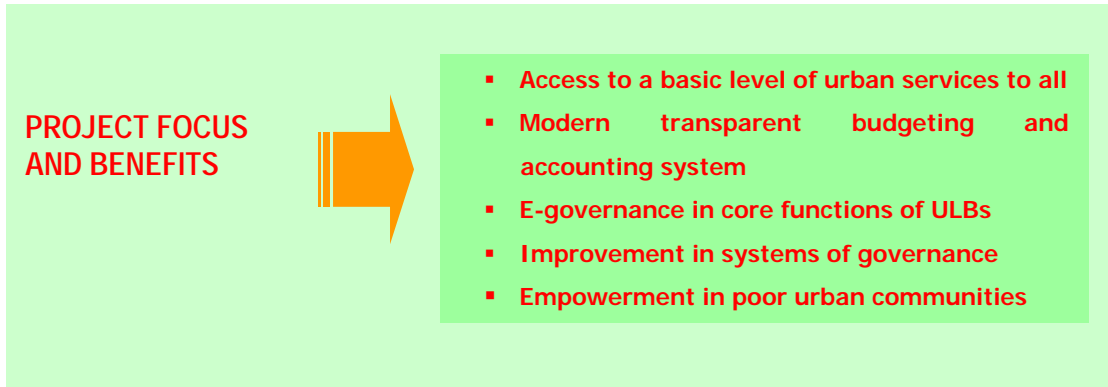 PROJECT FOCUS
AND BENEFITS
▪ Access to a basic level of urban services to all
▪ Modern transparent budgeting and
accounting system
▪ E-governance in core functions of ULBs
▪ Improvement in systems of governance
▪ Empowerment in poor urban communities